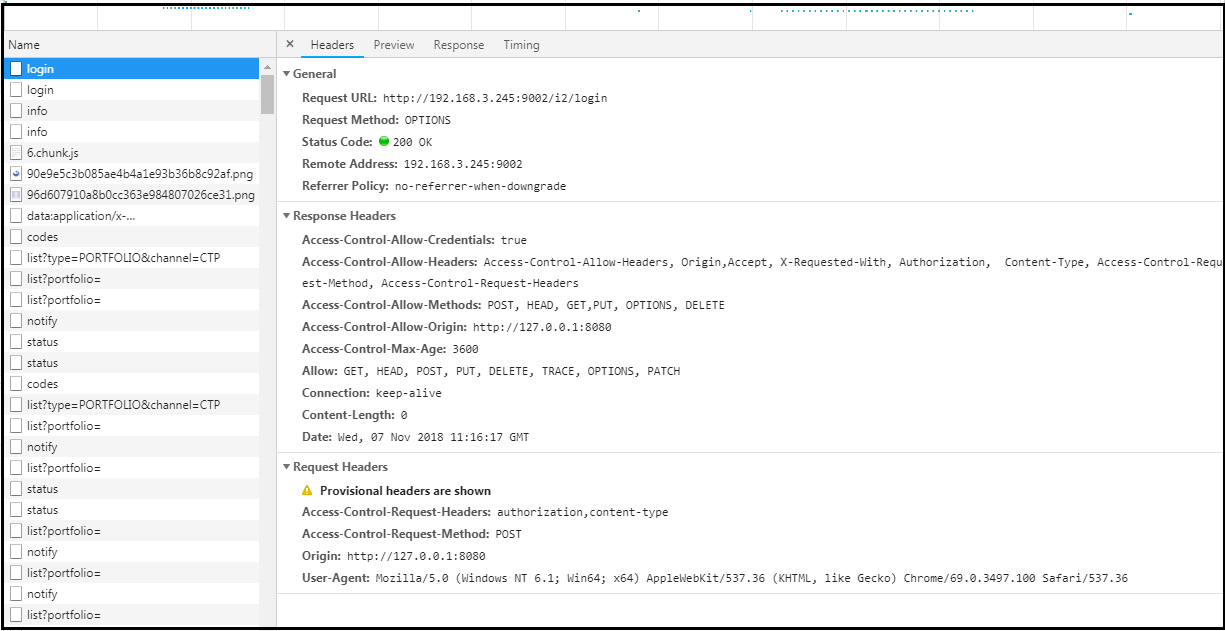 Name
login
login
info
info
6.chunk.js
90e9e5c3b085ae4b4a1e93b36b8c92af.png
96d607910a8b0cc363e984807026ce31.png
data:application/x-...
codes
list?type=PORTFOLIO&channel=CTP
list?portfolio=
list?portfolio=
notify
status
status
codes
list?type=PORTFOLIO&channel=CTP
list?portfolio=
notify
list?portfolio=
status
status
list?portfolio=
notify
list?portfolio=
notify
list?portfolio=
× Headers Preview Response Timing
General
Request URL: http://192.168.3.245:9002/i2/login
Request Method: OPTIONS
Status Code: 200 OK
Remote Address: 192.168.3.245:9002
Referrer Policy: no-referrer-when-downgrade
Response Headers
Access-Control-Allow-Credentials: true
Access-Control-Allow-Headers: Access-Control-Allow-Headers, Origin,Accept, X-Requested-With, Authorization,  Content-Type, Access-Control-Requ
est-Method, Access-Control-Request-Headers
Access-Control-Allow-Methods: POST, HEAD, GET,PUT, OPTIONS, DELETE
Access-Control-Allow-Origin: http://127.0.0.1:8080
Access-Control-Max-Age: 3600
Allow: GET, HEAD, POST, PUT, DELETE, TRACE, OPTIONS, PATCH
Connection: keep-alive
Content-Length: 0
Date: Wed, 07 Nov 2018 11:16:17 GMT
Request Headers
Provisional headers are shown
Access-Control-Request-Headers: authorization,content-type
Access-Control-Request-Method: POST
Origin: http://127.0.0.1:8080
User-Agent: Mozilla/5.0 (Windows NT 6.1; Win64; x64) AppleWebKit/537.36 (KHTML, like Gecko) Chrome/69.0.3497.100 Safari/537.36